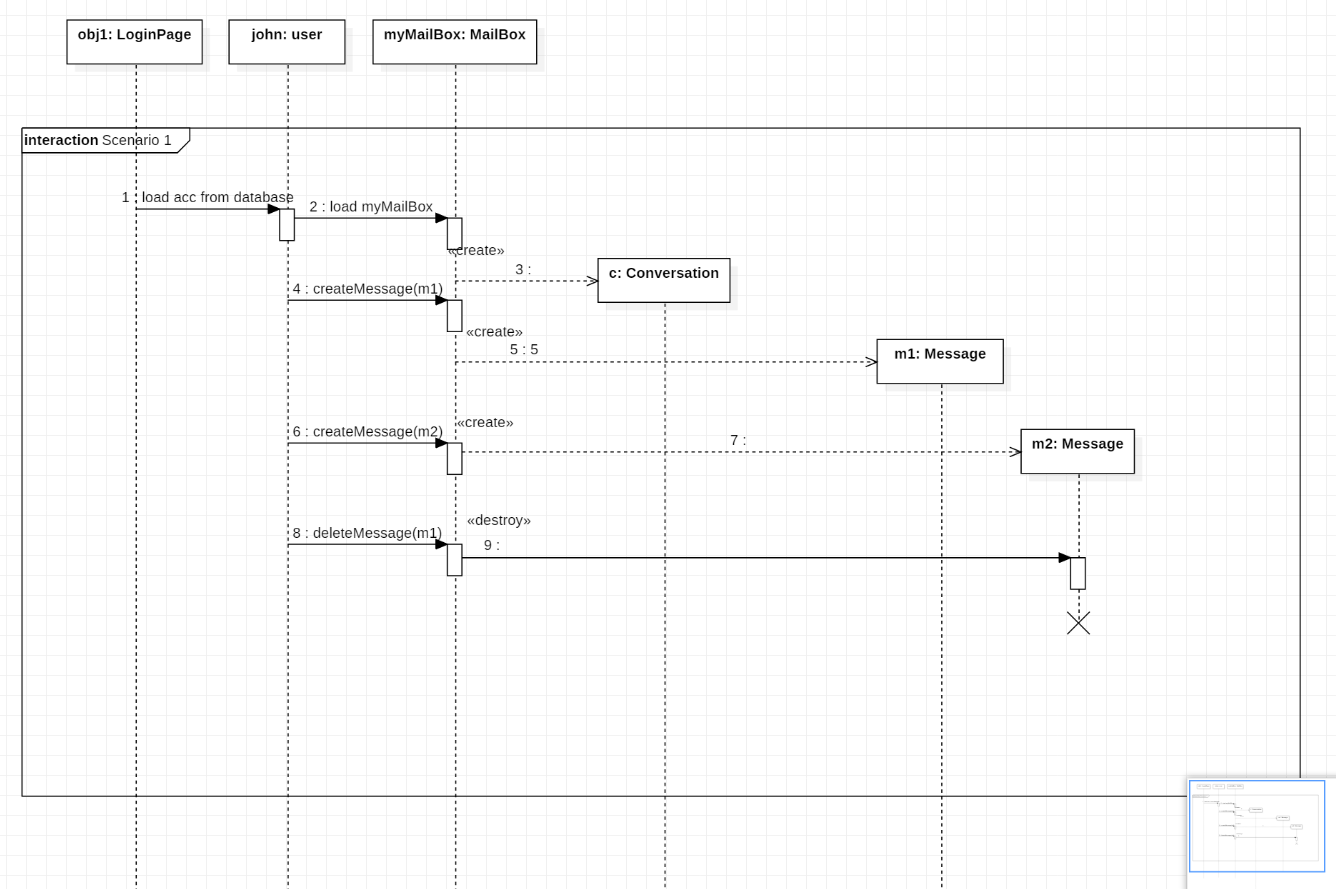 obj1: LoginPage
john: user
myMailBox: MailBox
interaction Scenario 1
1 : load acc from database
2 : load myMailBox
«create»
3 :
c: Conversation
4 : createMessage(m1)
«create»
5 : 5
m1: Message
6 : createMessage(m2)
«create»
7 :
m2: Message
8 : deleteMessage(m1)
«destroy»
9 :